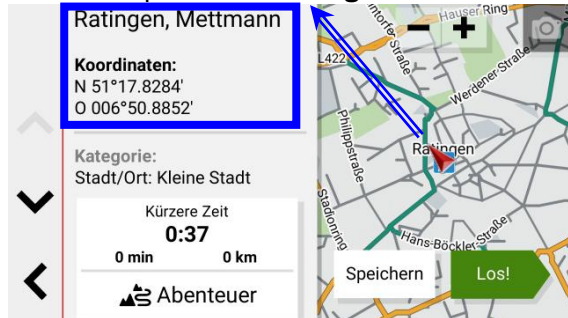 Ratingen, Mettmann
Koordinaten:
N 51°17.8284'
O 006°50.8852'
Kategorie:
Stadt/Ort: Kleine Stadt
Kürzere Zeit
0:37
0 min 0 km
Abenteuer
Hauser Ring
L422
Werdener Straße
Philippstraße
Ratingen
Stadionring
Hans-Böckler-Straße
Speichern
Los!